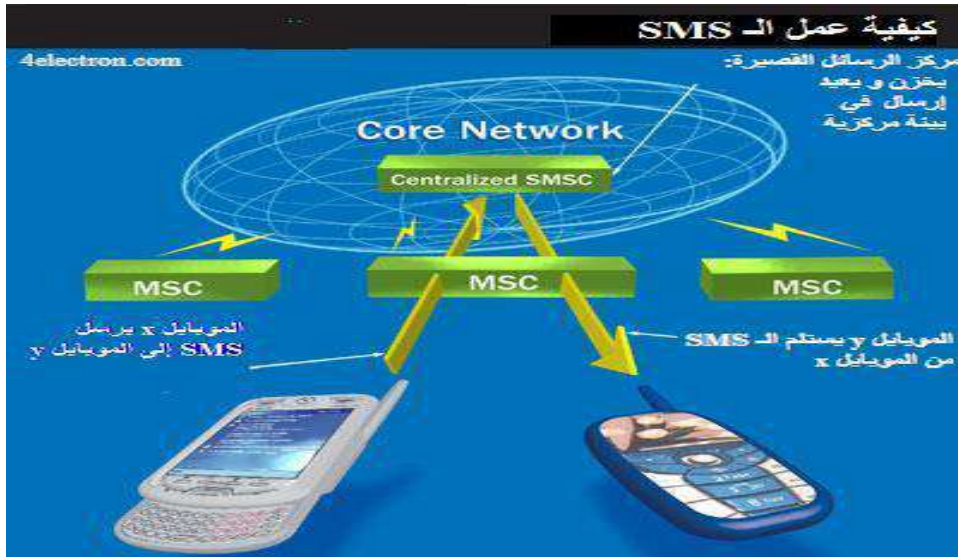 كيفية عمل الـ SMS
4electron.com
مركز الرسائل القصيرة:
يخزن و يعيد
إرسال في
بيئة مركزية
Core Network
Centralized SMSC
MSC
MSC
MSC
الموبايل x يرسل
SMS إلى الموبايل y
الموبايل y يستلم الـ SMS
من الموبايل x